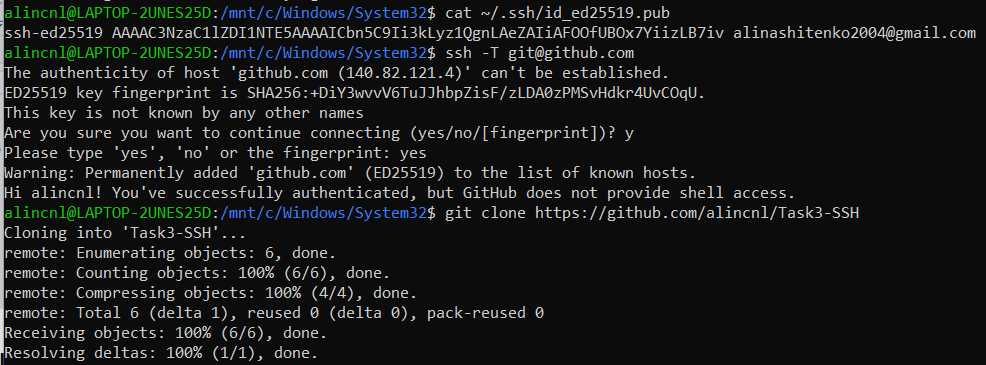 alincnl@LAPTOP-2UNES25D:/mnt/c/Windows/System32$ cat ~/.ssh/id_ed25519.pub
ssh-ed25519 AAAAC3NzaC1lZDI1NTE5AAAAICbn5C9Ii3kLyz1QgnLAeZAIiAFOOfUBOx7YiizLB7iv alinashitenko2004@gmail.com
alincnl@LAPTOP-2UNES25D:/mnt/c/Windows/System32$ ssh -T git@github.com
The authenticity of host 'github.com (140.82.121.4)' can't be established.
ED25519 key fingerprint is SHA256:+DiY3wvvV6TuJJhbpZisF/zLDA0zPMSvHdkr4UvCOqU.
This key is not known by any other names
Are you sure you want to continue connecting (yes/no/[fingerprint])? y
Please type 'yes', 'no' or the fingerprint: yes
Warning: Permanently added 'github.com' (ED25519) to the list of known hosts.
Hi alincnl! You've successfully authenticated, but GitHub does not provide shell access.
alincnl@LAPTOP-2UNES25D:/mnt/c/Windows/System32$ git clone https://github.com/alincnl/Task3-SSH
Cloning into 'Task3-SSH'...
remote: Enumerating objects: 6, done.
remote: Counting objects: 100% (6/6), done.
remote: Compressing objects: 100% (4/4), done.
remote: Total 6 (delta 1), reused 0 (delta 0), pack-reused 0
Receiving objects: 100% (6/6), done.
Resolving deltas: 100% (1/1), done.